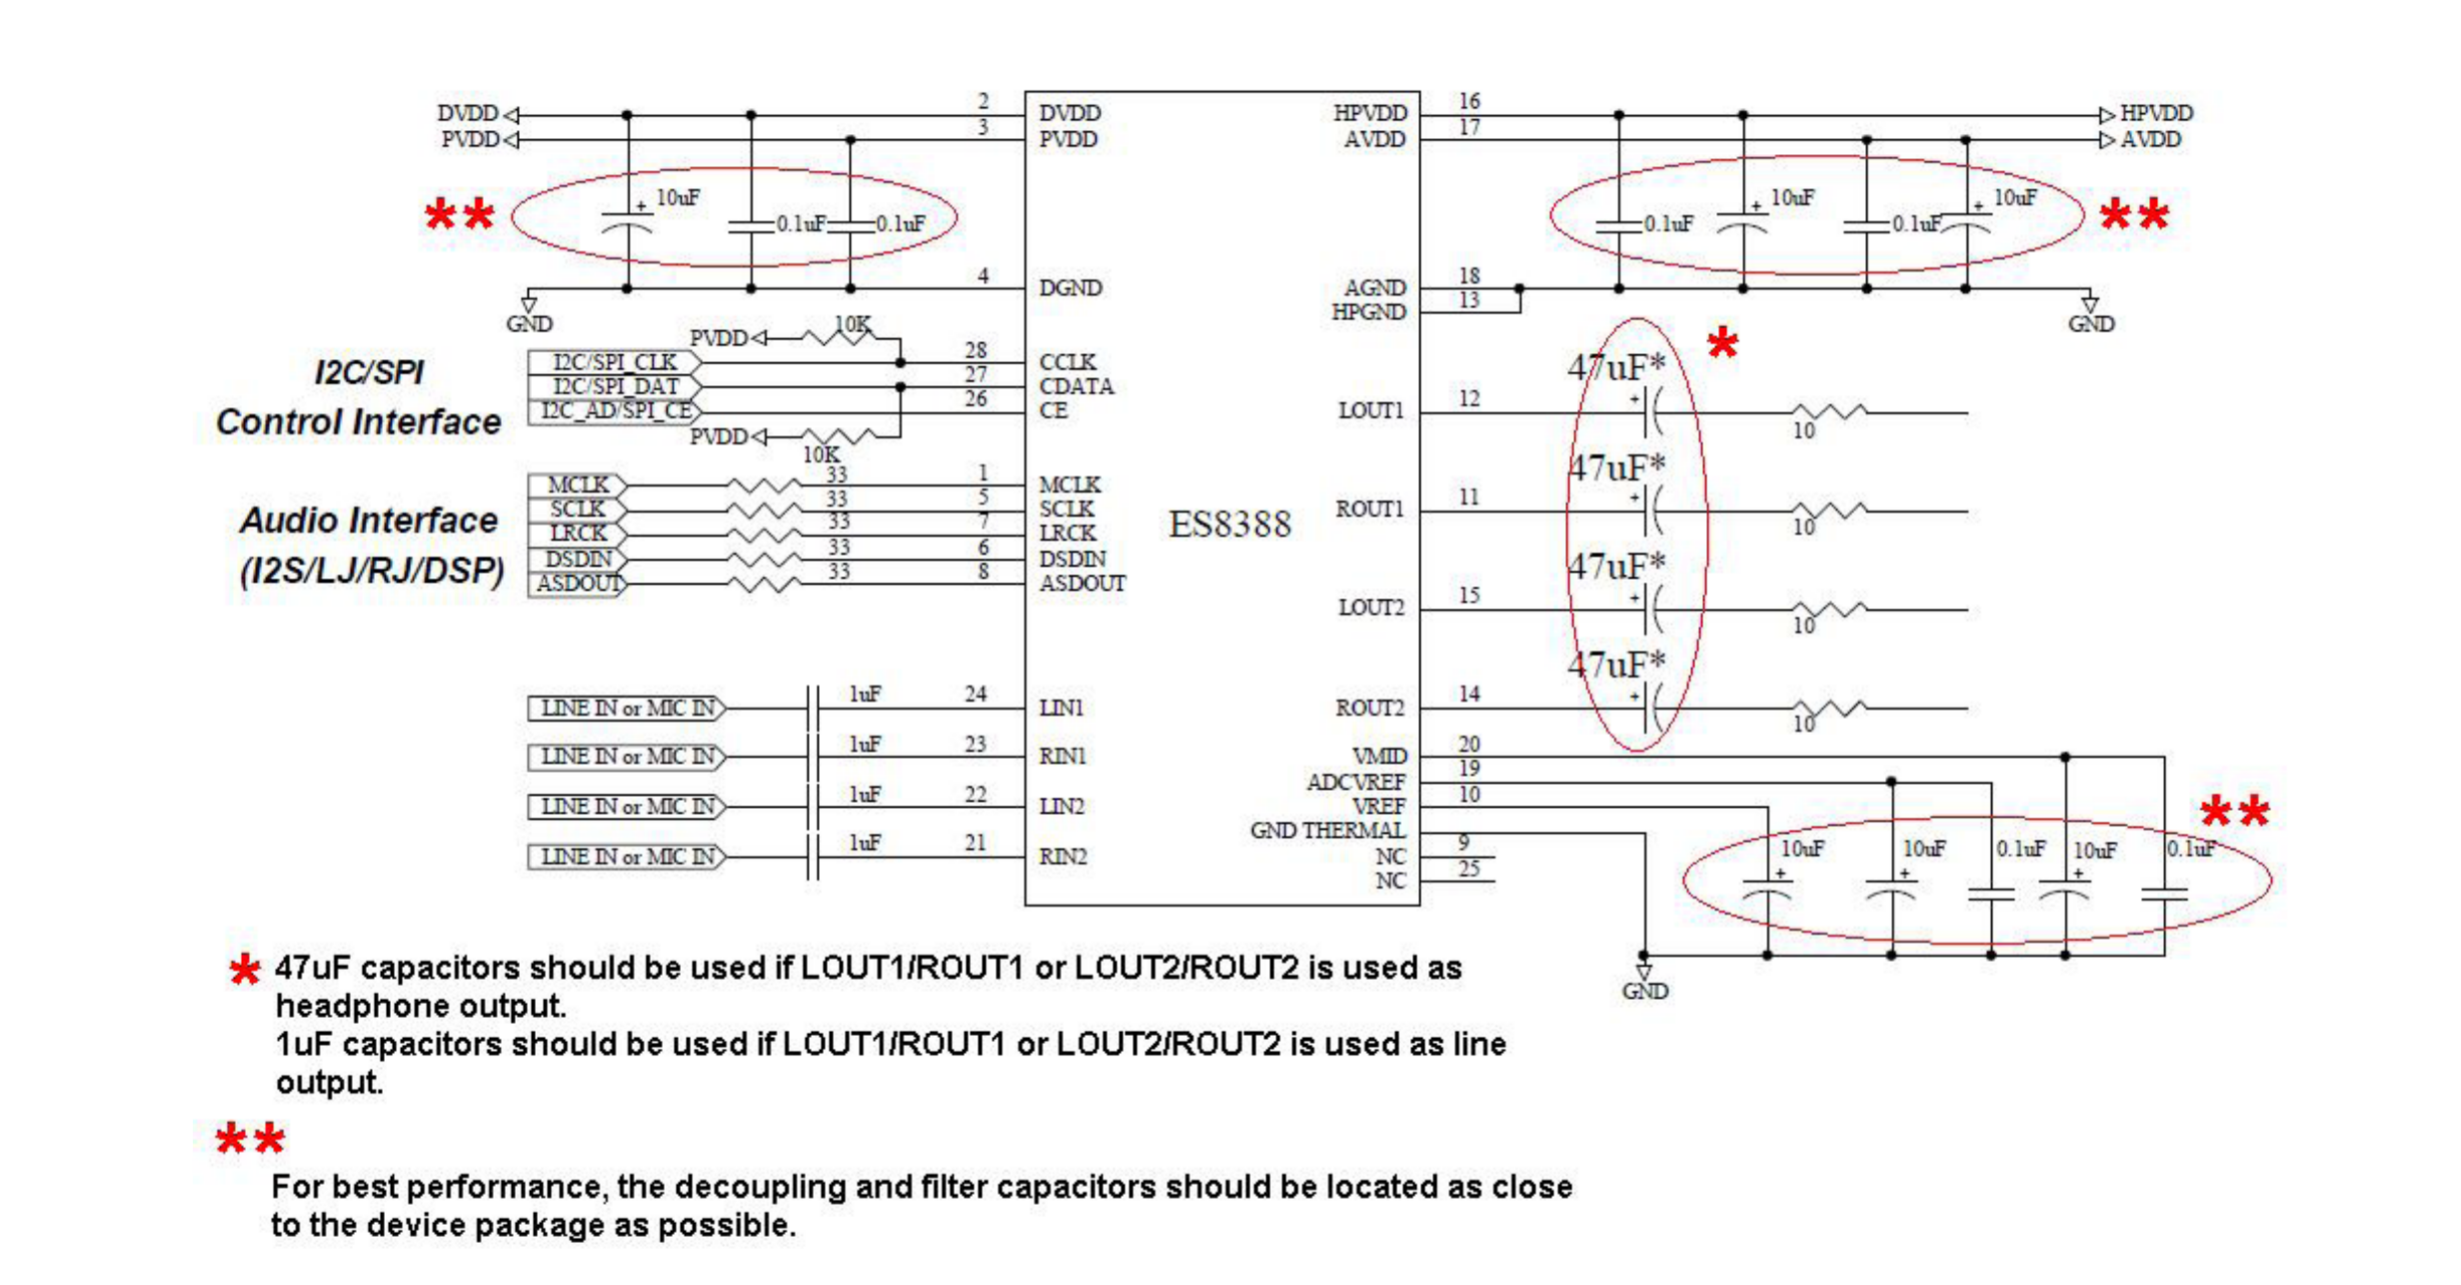 DVDD 2 DVDD HPVDD 16 HPVDD
PVDD 3 PVDD AVDD 17 AVDD
** + 10uF 0.1uF 0.1uF 0.1uF + 10uF 0.1uF + 10uF **
4 DGND AGND 18
GND HPGND 13 GND
PVDD 10K *
I2C/SPI
Control Interface
I2C/SPI_CLK 28 CCLK
I2C/SPI_DAT 27 CDATA
I2C_AD/SPI_CE 26 CE
PVDD 10K
47uF*
LOUT1 12 + 10
Audio Interface
(I2S/LJ/RJ/DSP)
MCLK 33 1 MCLK
SCLK 33 5 SCLK
LRCK 33 7 LRCK
DSDIN 33 6 DSDIN
ASDOUT 33 8 ASDOUT
ES8388
47uF*
ROUT1 11 + 10
47uF*
LOUT2 15 + 10
47uF*
LINE IN or MIC IN 1uF 24 LIN1 ROUT2 14 + 10
LINE IN or MIC IN 1uF 23 RIN1 VMID 20
ADCVREF 19
LINE IN or MIC IN 1uF 22 LIN2 VREF 10 **
GND THERMAL
LINE IN or MIC IN 1uF 21 RIN2 NC 9
NC 25
10uF + 10uF + 0.1uF 10uF + 0.1uF
GND
* 47uF capacitors should be used if LOUT1/ROUT1 or LOUT2/ROUT2 is used as
headphone output.
1uF capacitors should be used if LOUT1/ROUT1 or LOUT2/ROUT2 is used as line
output.
**
For best performance, the decoupling and filter capacitors should be located as close
to the device package as possible.